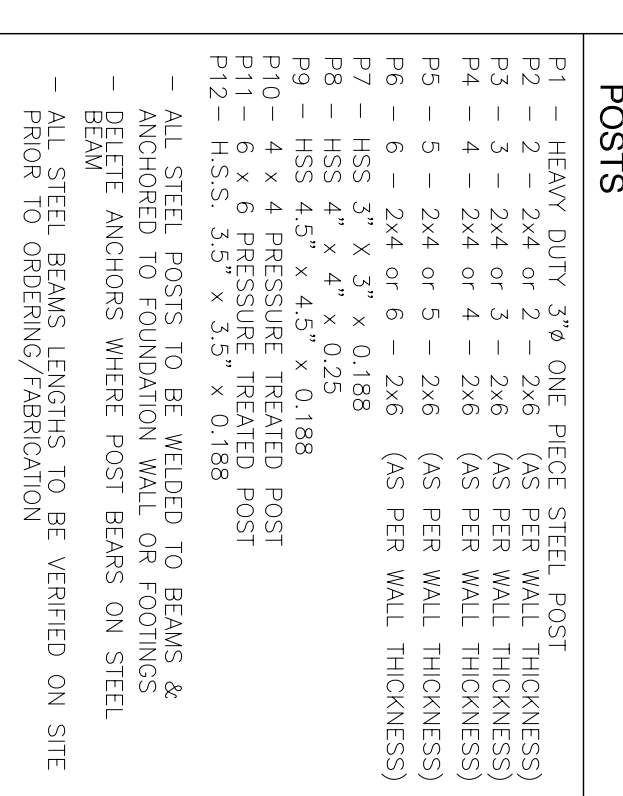 POSTS
P1 - HEAVY DUTY 3"ø ONE PIECE STEEL POST
P2 - 2 - 2x4 or 2 - 2x6 (AS PER WALL THICKNESS)
P3 - 3 - 2x4 or 3 - 2x6 (AS PER WALL THICKNESS)
P4 - 4 - 2x4 or 4 - 2x6 (AS PER WALL THICKNESS)
P5 - 5 - 2x4 or 5 - 2x6 (AS PER WALL THICKNESS)
P6 - 6 - 2x4 or 6 - 2x6 (AS PER WALL THICKNESS)
P7 - HSS 3" X 3" x 0.188
P8 - HSS 4" x 4" x 0.25
P9 - HSS 4.5" x 4.5" x 0.188
P10- 4 x 4 PRESSURE TREATED POST
P11- 6 x 6 PRESSURE TREATED POST
P12- H.S.S. 3.5" x 3.5" x 0.188
- ALL STEEL POSTS TO BE WELDED TO BEAMS &
ANCHORED TO FOUNDATION WALL OR FOOTINGS
- DELETE ANCHORS WHERE POST BEARS ON STEEL
BEAM
- ALL STEEL BEAMS LENGTHS TO BE VERIFIED ON SITE
PRIOR TO ORDERING/FABRICATION